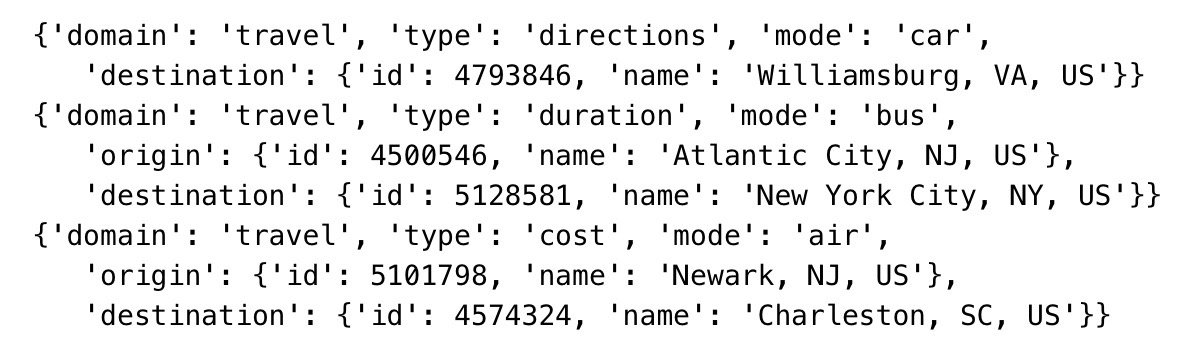 {'domain': 'travel', 'type': 'directions', 'mode': 'car',
   'destination': {'id': 4793846, 'name': 'Williamsburg, VA, US'}}
{'domain': 'travel', 'type': 'duration', 'mode': 'bus',
   'origin': {'id': 4500546, 'name': 'Atlantic City, NJ, US'},
   'destination': {'id': 5128581, 'name': 'New York City, NY, US'}}
{'domain': 'travel', 'type': 'cost', 'mode': 'air',
   'origin': {'id': 5101798, 'name': 'Newark, NJ, US'},
   'destination': {'id': 4574324, 'name': 'Charleston, SC, US'}}